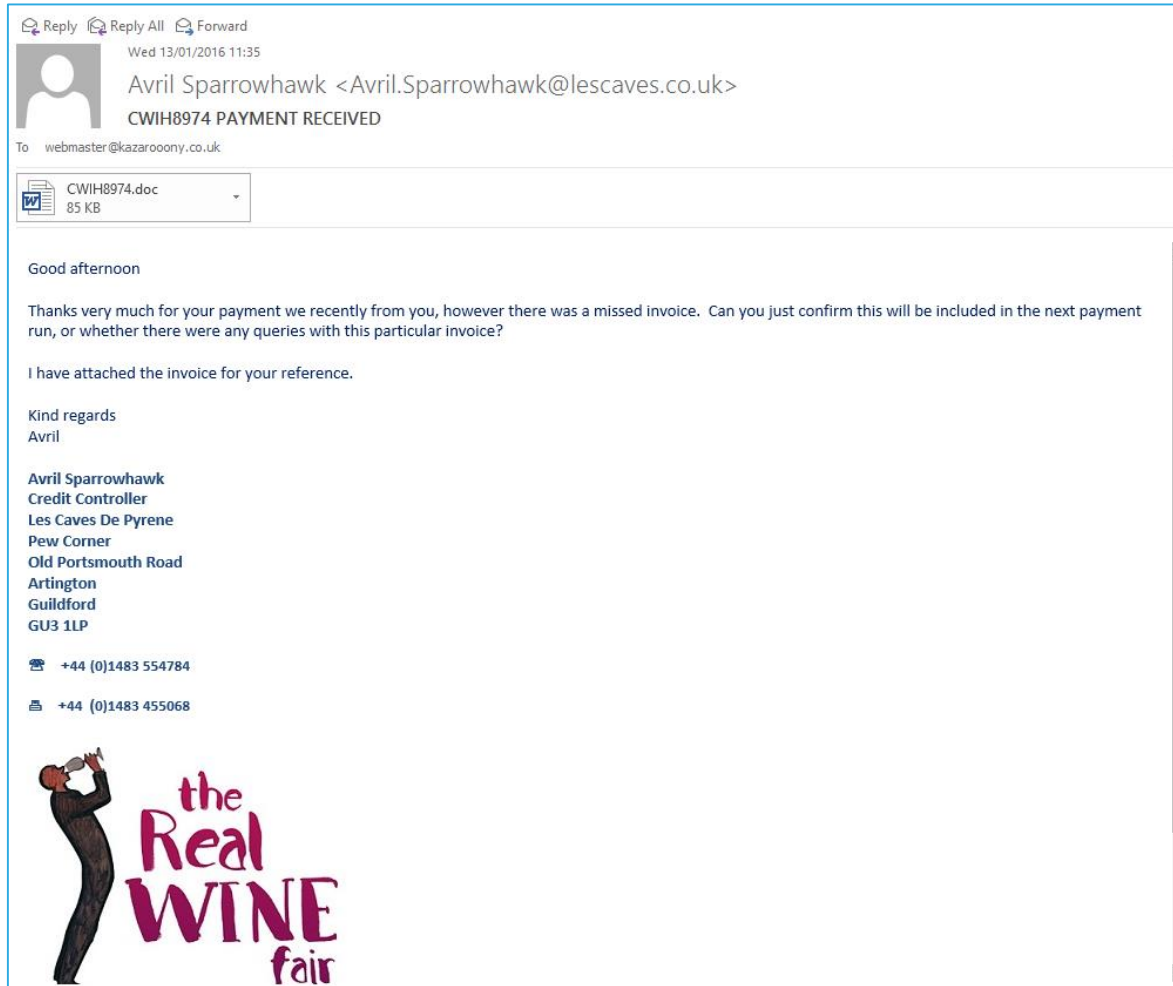 Reply Reply All Forward
Wed 13/01/2016 11:35
Avril Sparrowhawk <Avril.Sparrowhawk@lescaves.co.uk>
CWIH8974 PAYMENT RECEIVED
To webmaster@kazarooony.co.uk
CWIH8974.doc
85 KB
Good afternoon
Thanks very much for your payment we recently from you, however there was a missed invoice. Can you just confirm this will be included in the next payment
run, or whether there were any queries with this particular invoice?
I have attached the invoice for your reference.
Kind regards
Avril
Avril Sparrowhawk
Credit Controller
Les Caves De Pyrene
Pew Corner
Old Portsmouth Road
Artington
Guildford
GU3 1LP
+44 (0)1483 554784
+44 (0)1483 455068
the
Real
WINE
fair